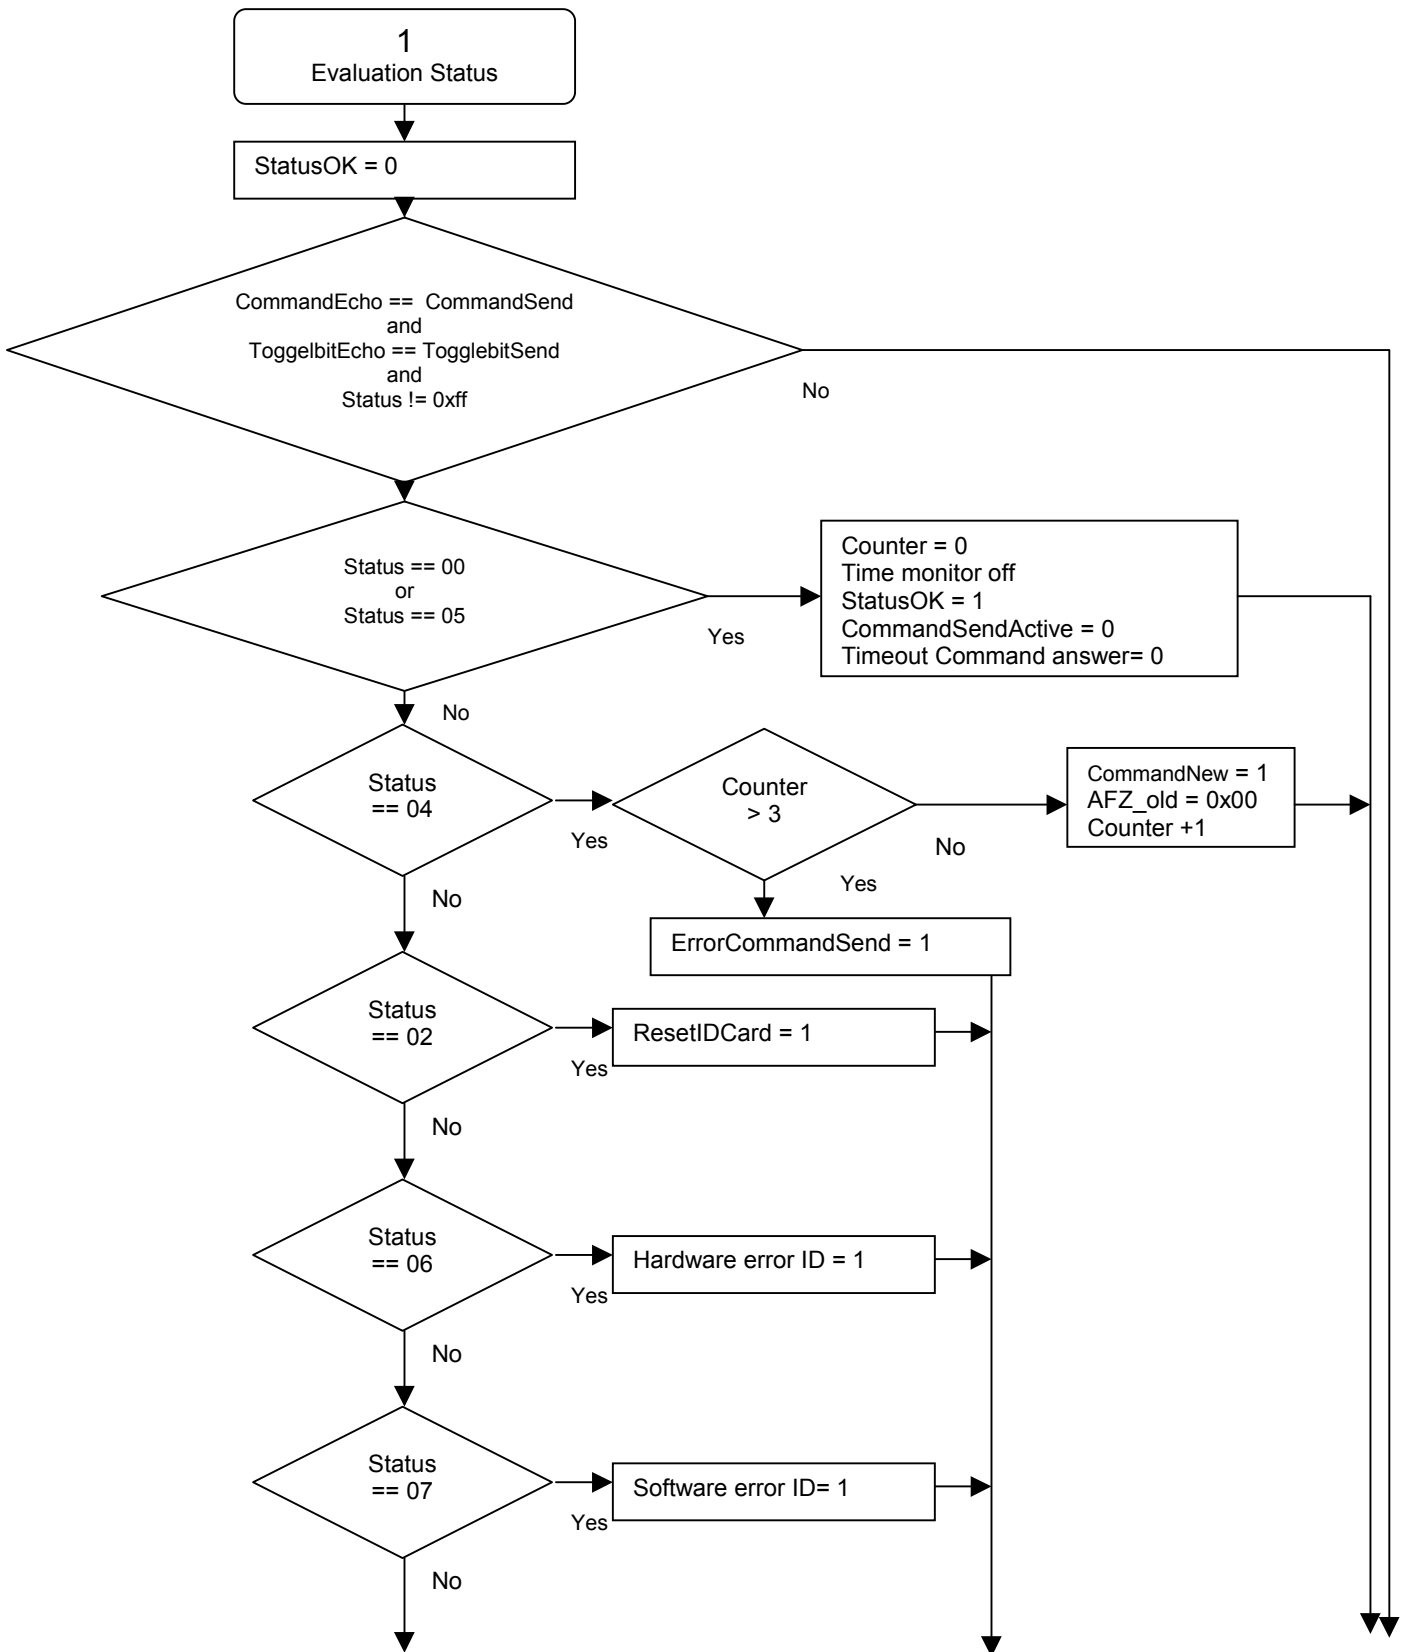 1
Evaluation Status
StatusOK = 0
CommandEcho ==  CommandSend
and
ToggelbitEcho == TogglebitSend
and
Status != 0xff
No
Status == 00
or
Status == 05
Yes
Counter = 0
Time monitor off
StatusOK = 1
CommandSendActive = 0
Timeout Command answer= 0
No
Status
== 04
Yes
Counter
> 3
No
CommandNew = 1
AFZ_old = 0x00
Counter +1
Yes
ErrorCommandSend = 1
No
Status
== 02
Yes
ResetIDCard = 1
No
Status
== 06
Yes
Hardware error ID = 1
No
Status
== 07
Yes
Software error ID= 1
No